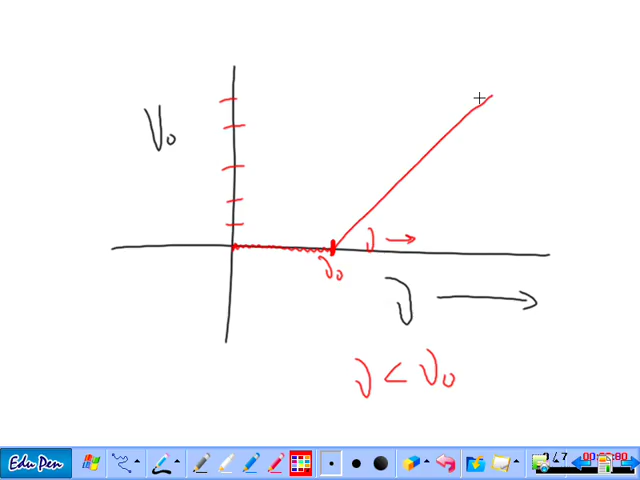 V₀
ν →
ν₀
ν →
ν < ν₀
Edu Pen